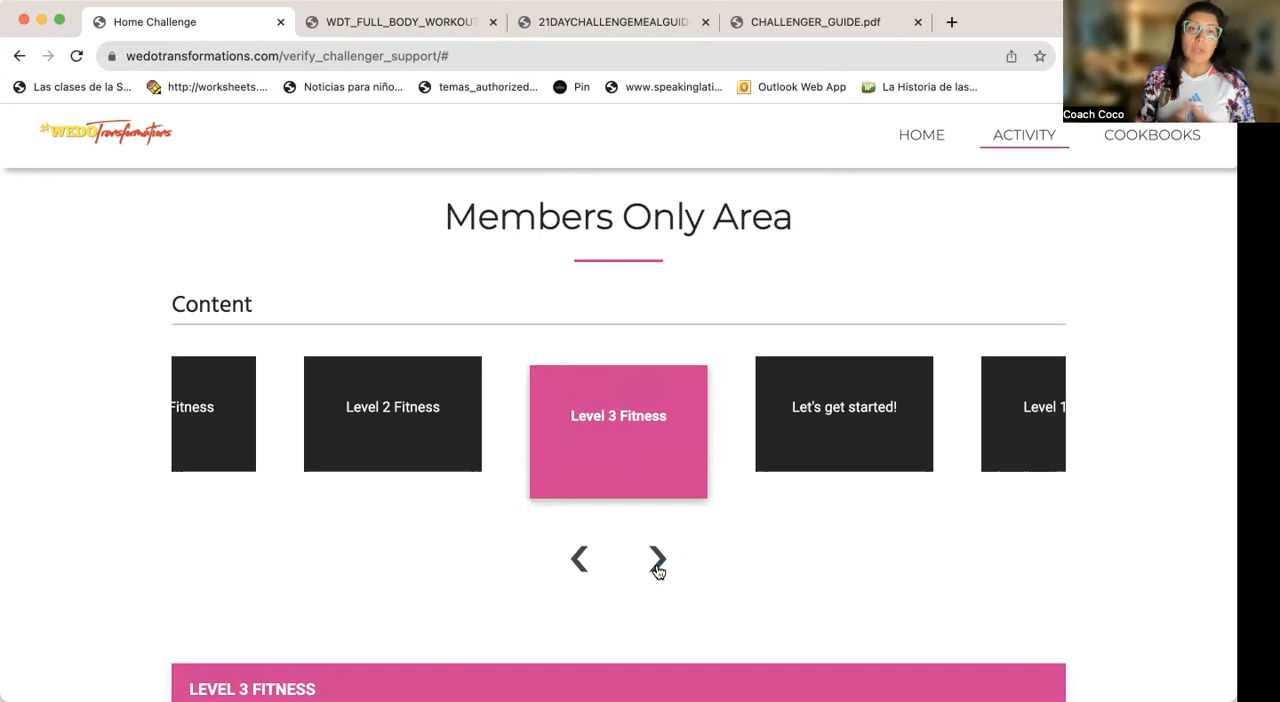 Home Challenge
WDT_FULL_BODY_WORKOUT
21DAYCHALLENGEMEALGUID
CHALLENGER_GUIDE.pdf
wedotransformations.com/verify_challenger_support/#
Las clases de la S...
http://worksheets....
Noticias para niño...
temas_authorized...
Pin
www.speakinglati...
Outlook Web App
La Historia de las...
Coach Coco
#WEDOTransformations
HOME
ACTIVITY
COOKBOOKS
Members Only Area
Content
Fitness
Level 2 Fitness
Level 3 Fitness
Let's get started!
Level 1
LEVEL 3 FITNESS